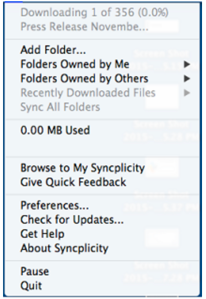 Downloading 1 of 356 (0.0%)
Press Release Novembe...
Add Folder...
Folders Owned by Me
Folders Owned by Others
Recently Downloaded Files
Sync All Folders
0.00 MB Used
Browse to My Syncplicity
Give Quick Feedback
Preferences...
Check for Updates...
Get Help
About Syncplicity
Pause
Quit